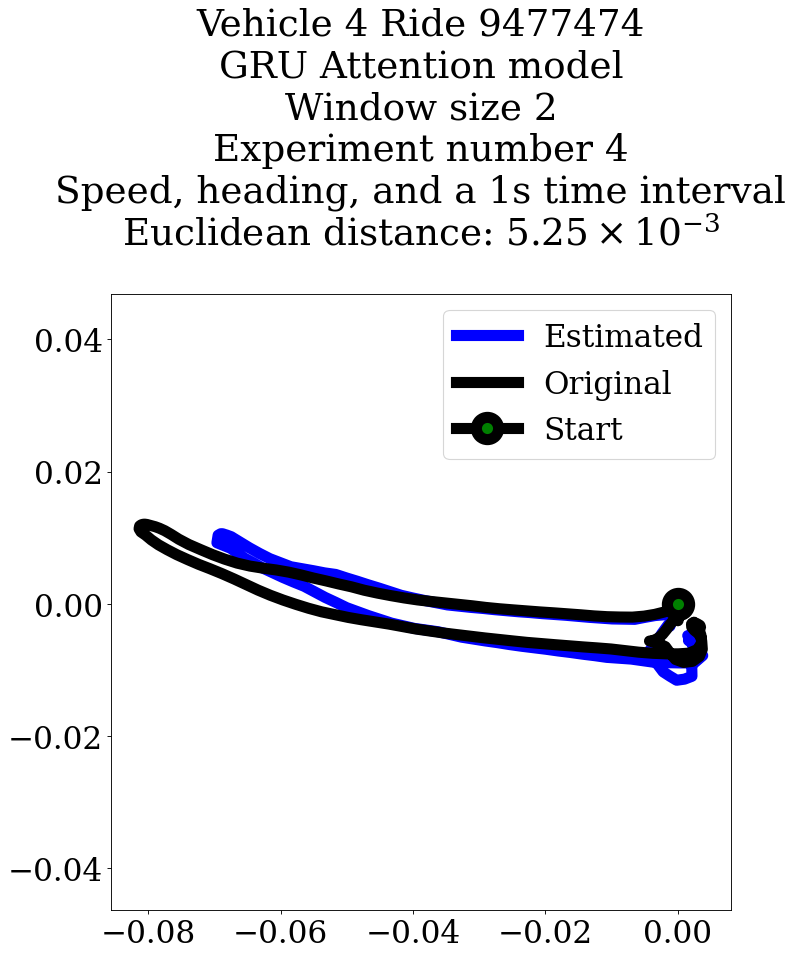 Vehicle 4 Ride 9477474
GRU Attention model
Window size 2
Experiment number 4
Speed, heading, and a 1s time interval
Euclidean distance: 5.25 × 10⁻³
Estimated
Original
Start
0.04
0.02
0.00
−0.02
−0.04
−0.08
−0.06
−0.04
−0.02
0.00